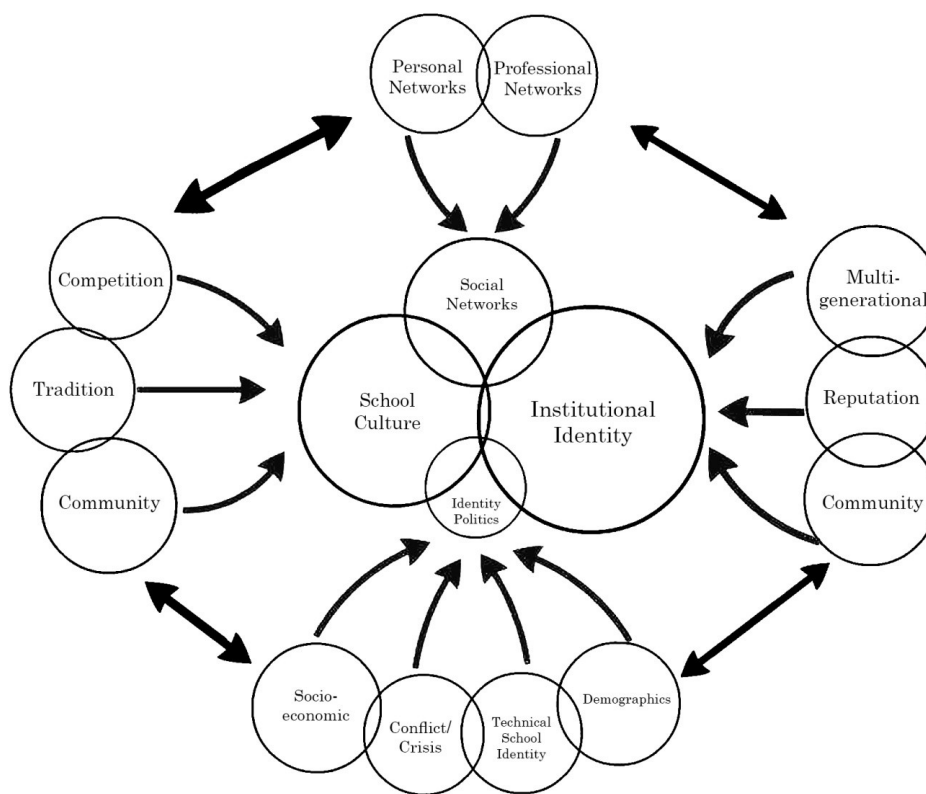 Personal
Networks
Professional
Networks
Competition
Tradition
Community
Social
Networks
School
Culture
Institutional
Identity
Identity
Politics
Multi-
generational
Reputation
Community
Socio-
economic
Conflict/
Crisis
Technical
School
Identity
Demographics